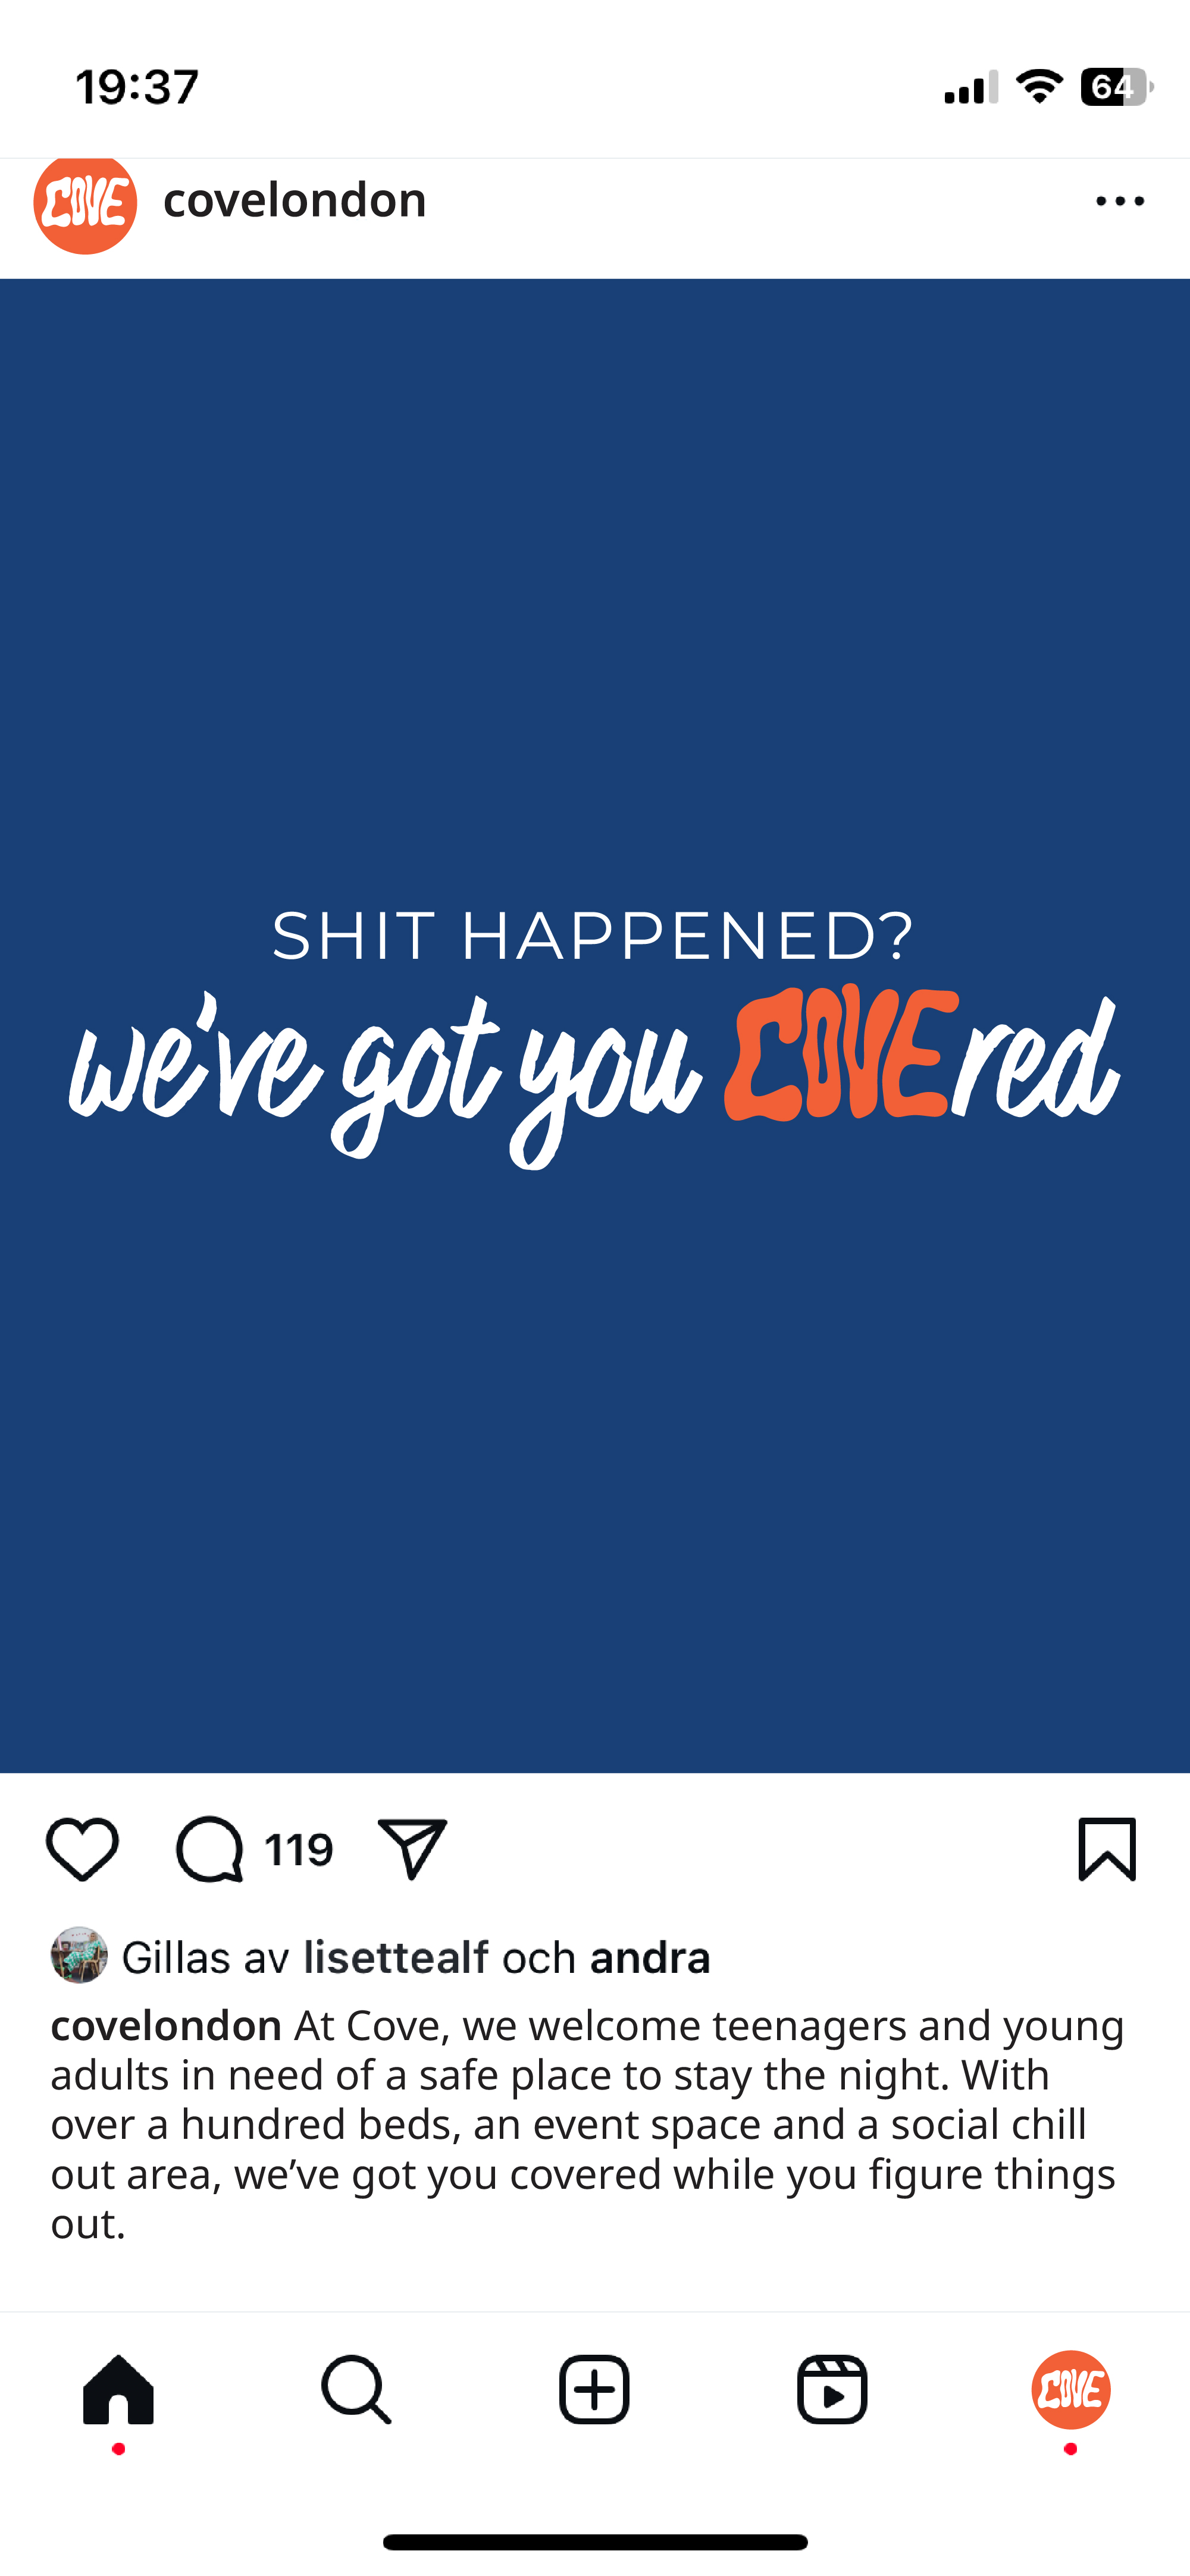 19:37
64
COVE
covelondon
SHIT HAPPENED?
we've got you COVEred
119
Gillas av lisettealf och andra
covelondon At Cove, we welcome teenagers and young
adults in need of a safe place to stay the night. With
over a hundred beds, an event space and a social chill
out area, we’ve got you covered while you figure things
out.
COVE